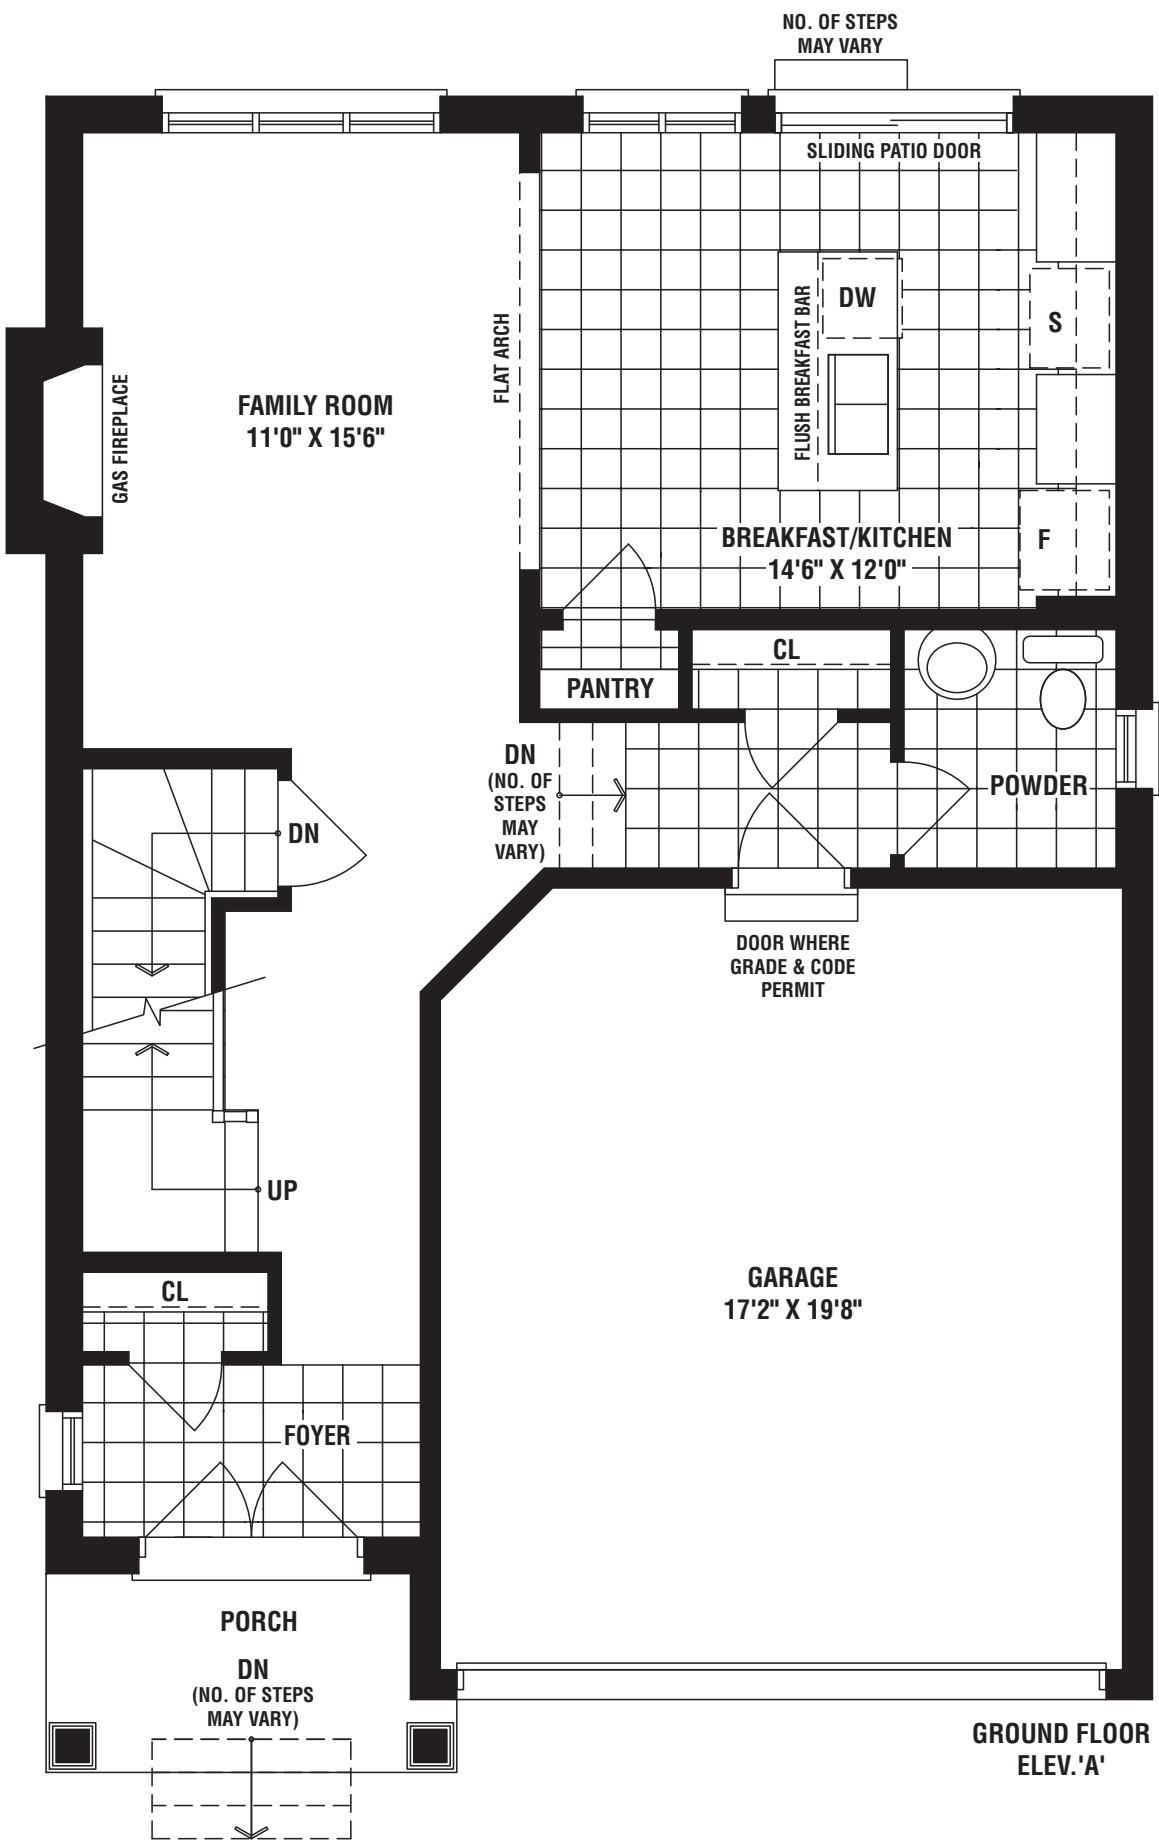 NO. OF STEPS
MAY VARY
SLIDING PATIO DOOR
DW
FLUSH BREAKFAST BAR
S
FLAT ARCH
FAMILY ROOM
11'0" X 15'6"
GAS FIREPLACE
BREAKFAST/KITCHEN
14'6" X 12'0"
F
CL
PANTRY
DN
(NO. OF
STEPS
MAY
VARY)
POWDER
DN
DOOR WHERE
GRADE & CODE
PERMIT
UP
CL
GARAGE
17'2" X 19'8"
FOYER
PORCH
DN
(NO. OF STEPS
MAY VARY)
GROUND FLOOR
ELEV.'A'